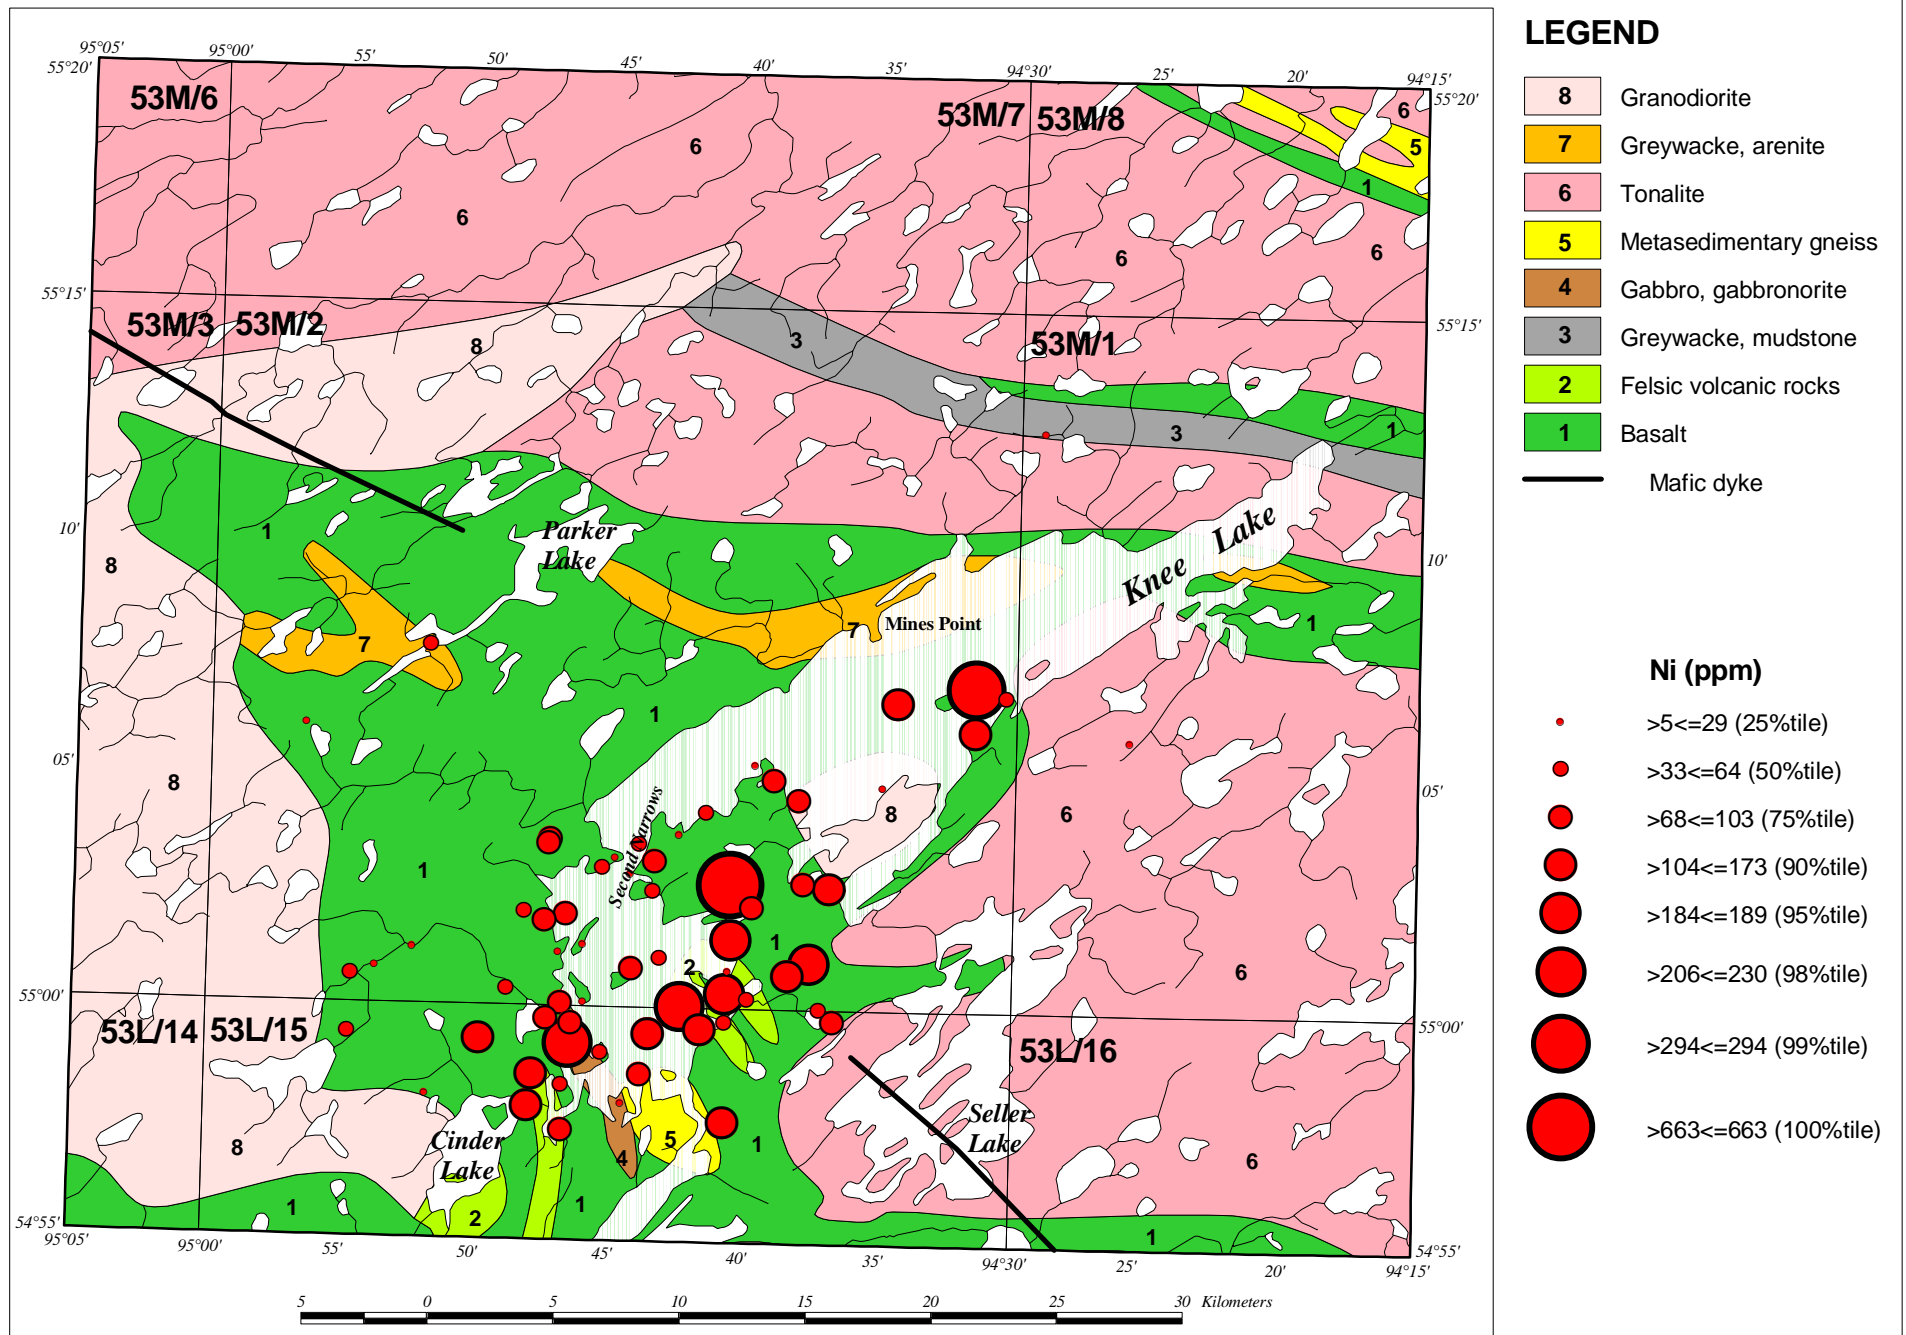 LEGEND
8 Granodiorite
7 Greywacke, arenite
6 Tonalite
5 Metasedimentary gneiss
4 Gabbro, gabbronorite
3 Greywacke, mudstone
2 Felsic volcanic rocks
1 Basalt
Mafic dyke
Ni (ppm)
>5<=29 (25%tile)
>33<=64 (50%tile)
>68<=103 (75%tile)
>104<=173 (90%tile)
>184<=189 (95%tile)
>206<=230 (98%tile)
>294<=294 (99%tile)
>663<=663 (100%tile)
95°05' 95°00' 55' 50' 45' 40' 35' 94°30' 25' 20' 94°15'
55°20' 55°20'
53M/6 53M/7 53M/8
6 5
6
1
6
6 6
55°15' 55°15'
53M/3 53M/2 53M/1
8 3
3 1
1
10' 10'
Parker
Lake
Knee Lake
8
7 7 Mines Point 1
1
05' 05'
8
8 6
Second Narrows
1
1
2 6
55°00' 55°00'
53L/14 53L/15 53L/16
Cinder
Lake
Seller
Lake
8 4 5 1 6
1 2 1 1
54°55' 54°55'
95°05' 95°00' 55' 50' 45' 40' 35' 94°30' 25' 20' 94°15'
5 0 5 10 15 20 25 30 Kilometers